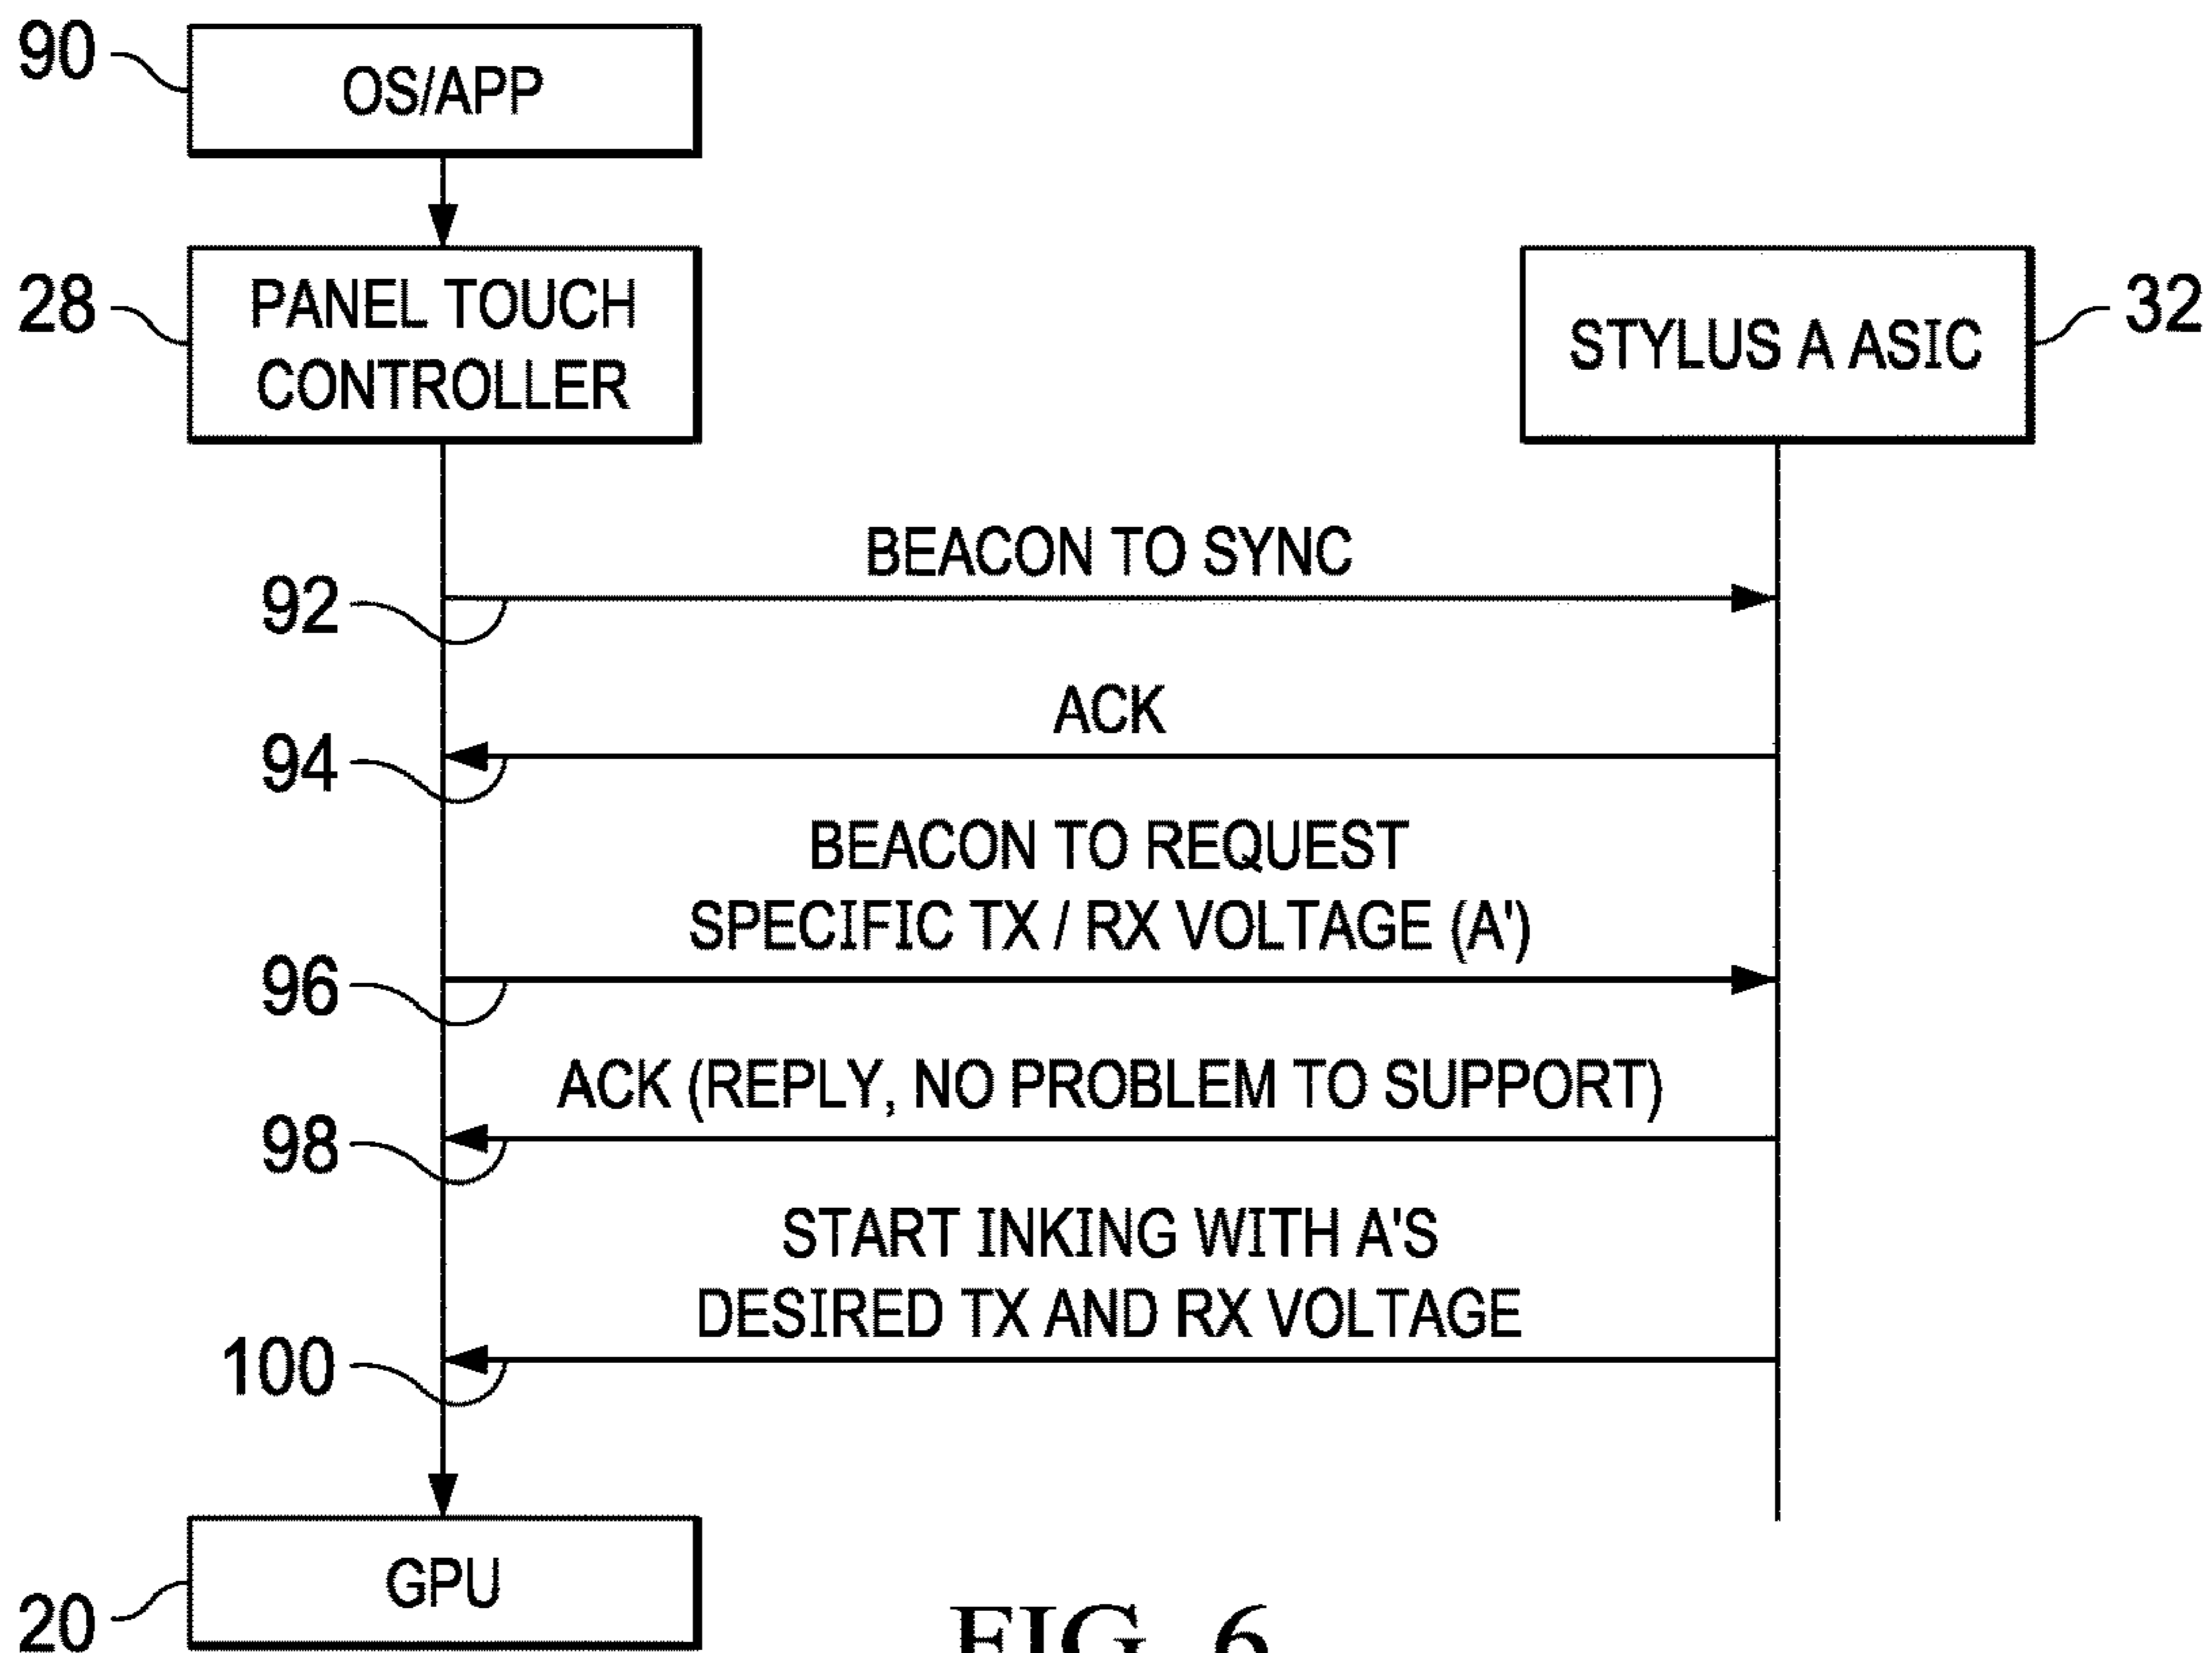 90
OS/APP
28
PANEL TOUCH
CONTROLLER
STYLUS A ASIC
32
BEACON TO SYNC
92
ACK
94
BEACON TO REQUEST
SPECIFIC TX / RX VOLTAGE (A')
96
ACK (REPLY, NO PROBLEM TO SUPPORT)
98
START INKING WITH A'S
DESIRED TX AND RX VOLTAGE
100
GPU
20
FIG. 6